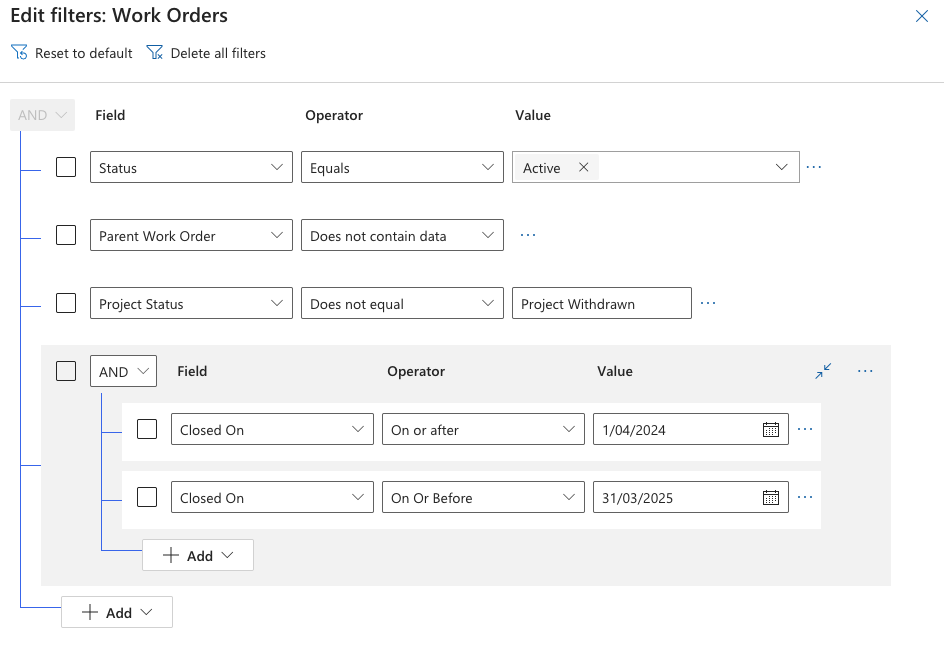 Edit filters: Work Orders
Reset to default Delete all filters
AND Field Operator Value
Status Equals Active
Parent Work Order Does not contain data
Project Status Does not equal Project Withdrawn
AND Field Operator Value
Closed On On or after 1/04/2024
Closed On On Or Before 31/03/2025
Add
Add